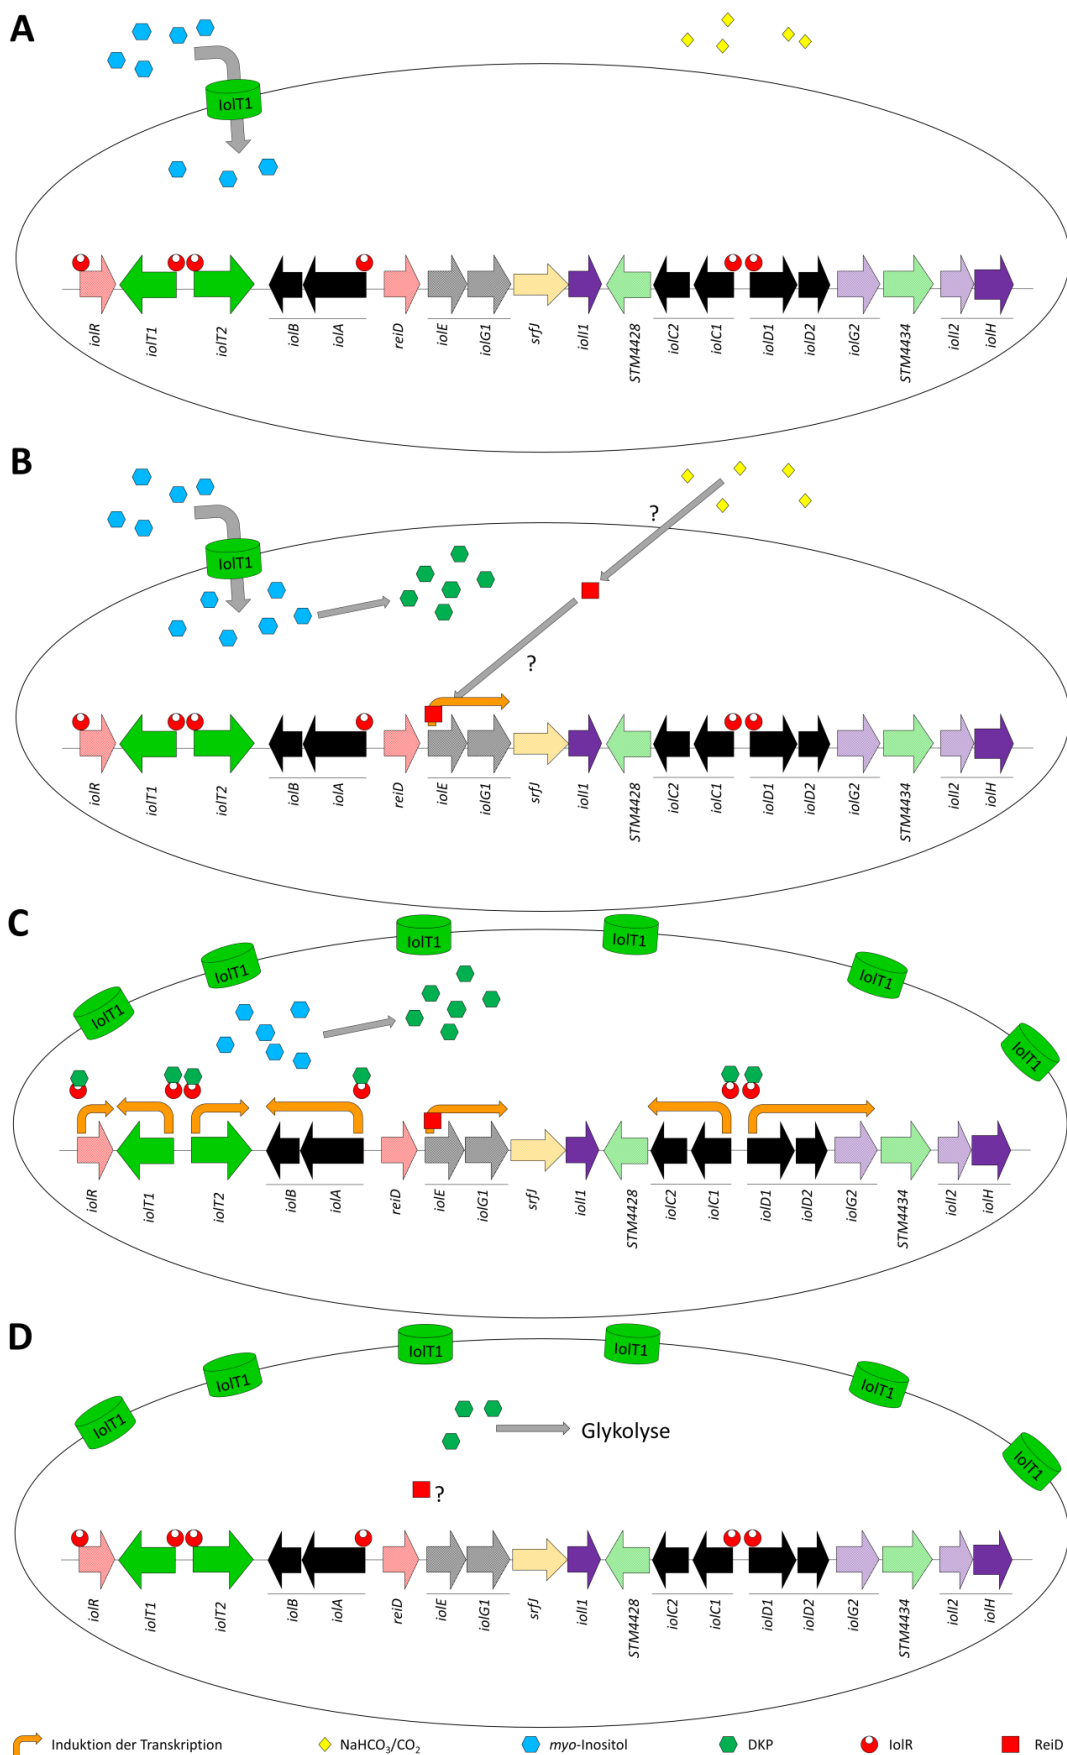 A
IolT1
iolR
iolT1
iolT2
iolB
iolA
reiD
iolE
iolG1
srfJ
iolI1
STM4428
iolC2
iolC1
iolD1
iolD2
iolG2
STM4434
iolI2
iolH
B
?
IolT1
?
iolR
iolT1
iolT2
iolB
iolA
reiD
iolE
iolG1
srfJ
iolI1
STM4428
iolC2
iolC1
iolD1
iolD2
iolG2
STM4434
iolI2
iolH
C
IolT1
IolT1
IolT1
IolT1
IolT1
IolT1
iolR
iolT1
iolT2
iolB
iolA
reiD
iolE
iolG1
srfJ
iolI1
STM4428
iolC2
iolC1
iolD1
iolD2
iolG2
STM4434
iolI2
iolH
D
IolT1
IolT1
IolT1
IolT1
IolT1
IolT1
Glykolyse
?
iolR
iolT1
iolT2
iolB
iolA
reiD
iolE
iolG1
srfJ
iolI1
STM4428
iolC2
iolC1
iolD1
iolD2
iolG2
STM4434
iolI2
iolH
Induktion der Transkription
NaHCO₃/CO₂
myo-Inositol
DKP
IolR
ReiD